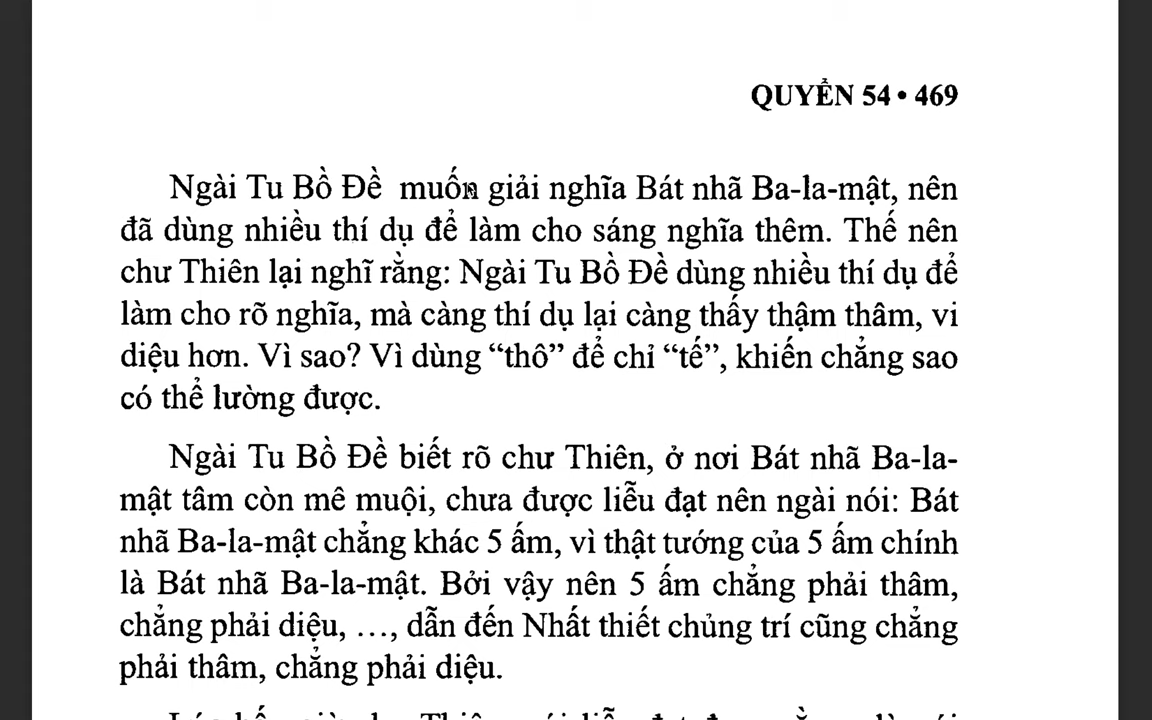 QUYỂN 54 • 469
Ngài Tu Bồ Đề muốn giải nghĩa Bát nhã Ba-la-mật, nên
đã dùng nhiều thí dụ để làm cho sáng nghĩa thêm. Thế nên
chư Thiên lại nghĩ rằng: Ngài Tu Bồ Đề dùng nhiều thí dụ để
làm cho rõ nghĩa, mà càng thí dụ lại càng thấy thậm thâm, vi
diệu hơn. Vì sao? Vì dùng “thô” để chỉ “tế”, khiến chẳng sao
có thể lường được.
Ngài Tu Bồ Đề biết rõ chư Thiên, ở nơi Bát nhã Ba-la-
mật tâm còn mê muội, chưa được liễu đạt nên ngài nói: Bát
nhã Ba-la-mật chẳng khác 5 ấm, vì thật tướng của 5 ấm chính
là Bát nhã Ba-la-mật. Bởi vậy nên 5 ấm chẳng phải thâm,
chẳng phải diệu, …, dẫn đến Nhất thiết chủng trí cũng chẳng
phải thâm, chẳng phải diệu.